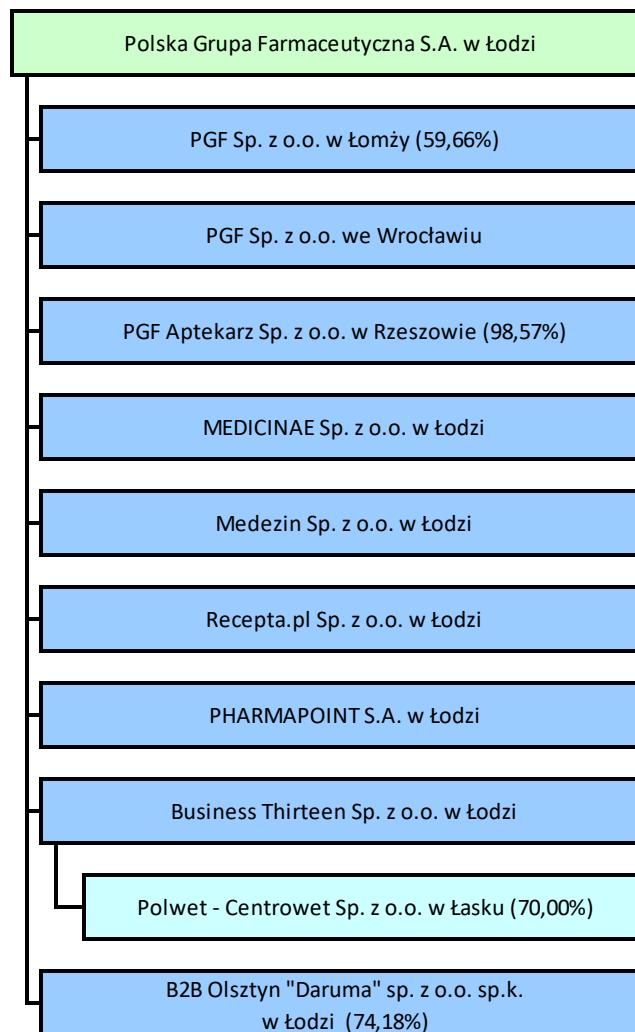 Polska Grupa Farmaceutyczna S.A. w Łodzi
PGF Sp. z o.o. w Łomży (59,66%)
PGF Sp. z o.o. we Wrocławiu
PGF Aptekarz Sp. z o.o. w Rzeszowie (98,57%)
MEDICINAE Sp. z o.o. w Łodzi
Medezin Sp. z o.o. w Łodzi
Recepta.pl Sp. z o.o. w Łodzi
PHARMAPOINT S.A. w Łodzi
Business Thirteen Sp. z o.o. w Łodzi
Polwet - Centrowet Sp. z o.o. w Łasku (70,00%)
B2B Olsztyn "Daruma" sp. z o.o. sp.k.
w Łodzi (74,18%)